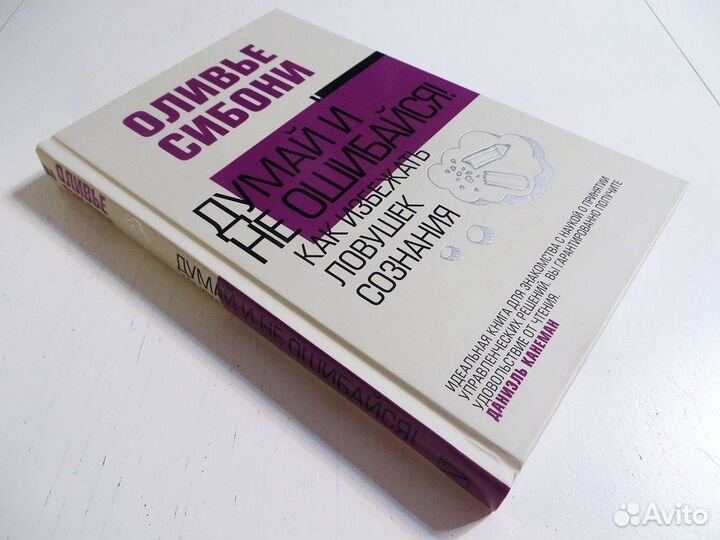 ОЛИВЬЕ
СИБОНИ
ДУМАЙ И
НЕ ОШИБАЙСЯ!
КАК ИЗБЕЖАТЬ
ЛОВУШЕК
СОЗНАНИЯ
ИДЕАЛЬНАЯ КНИГА ДЛЯ ЗНАКОМСТВА С НАУКОЙ О ПРИНЯТИИ
УПРАВЛЕНЧЕСКИХ РЕШЕНИЙ. ВЫ ГАРАНТИРОВАННО ПОЛУЧИТЕ
УДОВОЛЬСТВИЕ ОТ ЧТЕНИЯ.
ДАНИЭЛЬ КАНЕМАН
ОЛИВЬЕ
ДУМАЙ И НЕ ОШИБАЙСЯ!
Avito